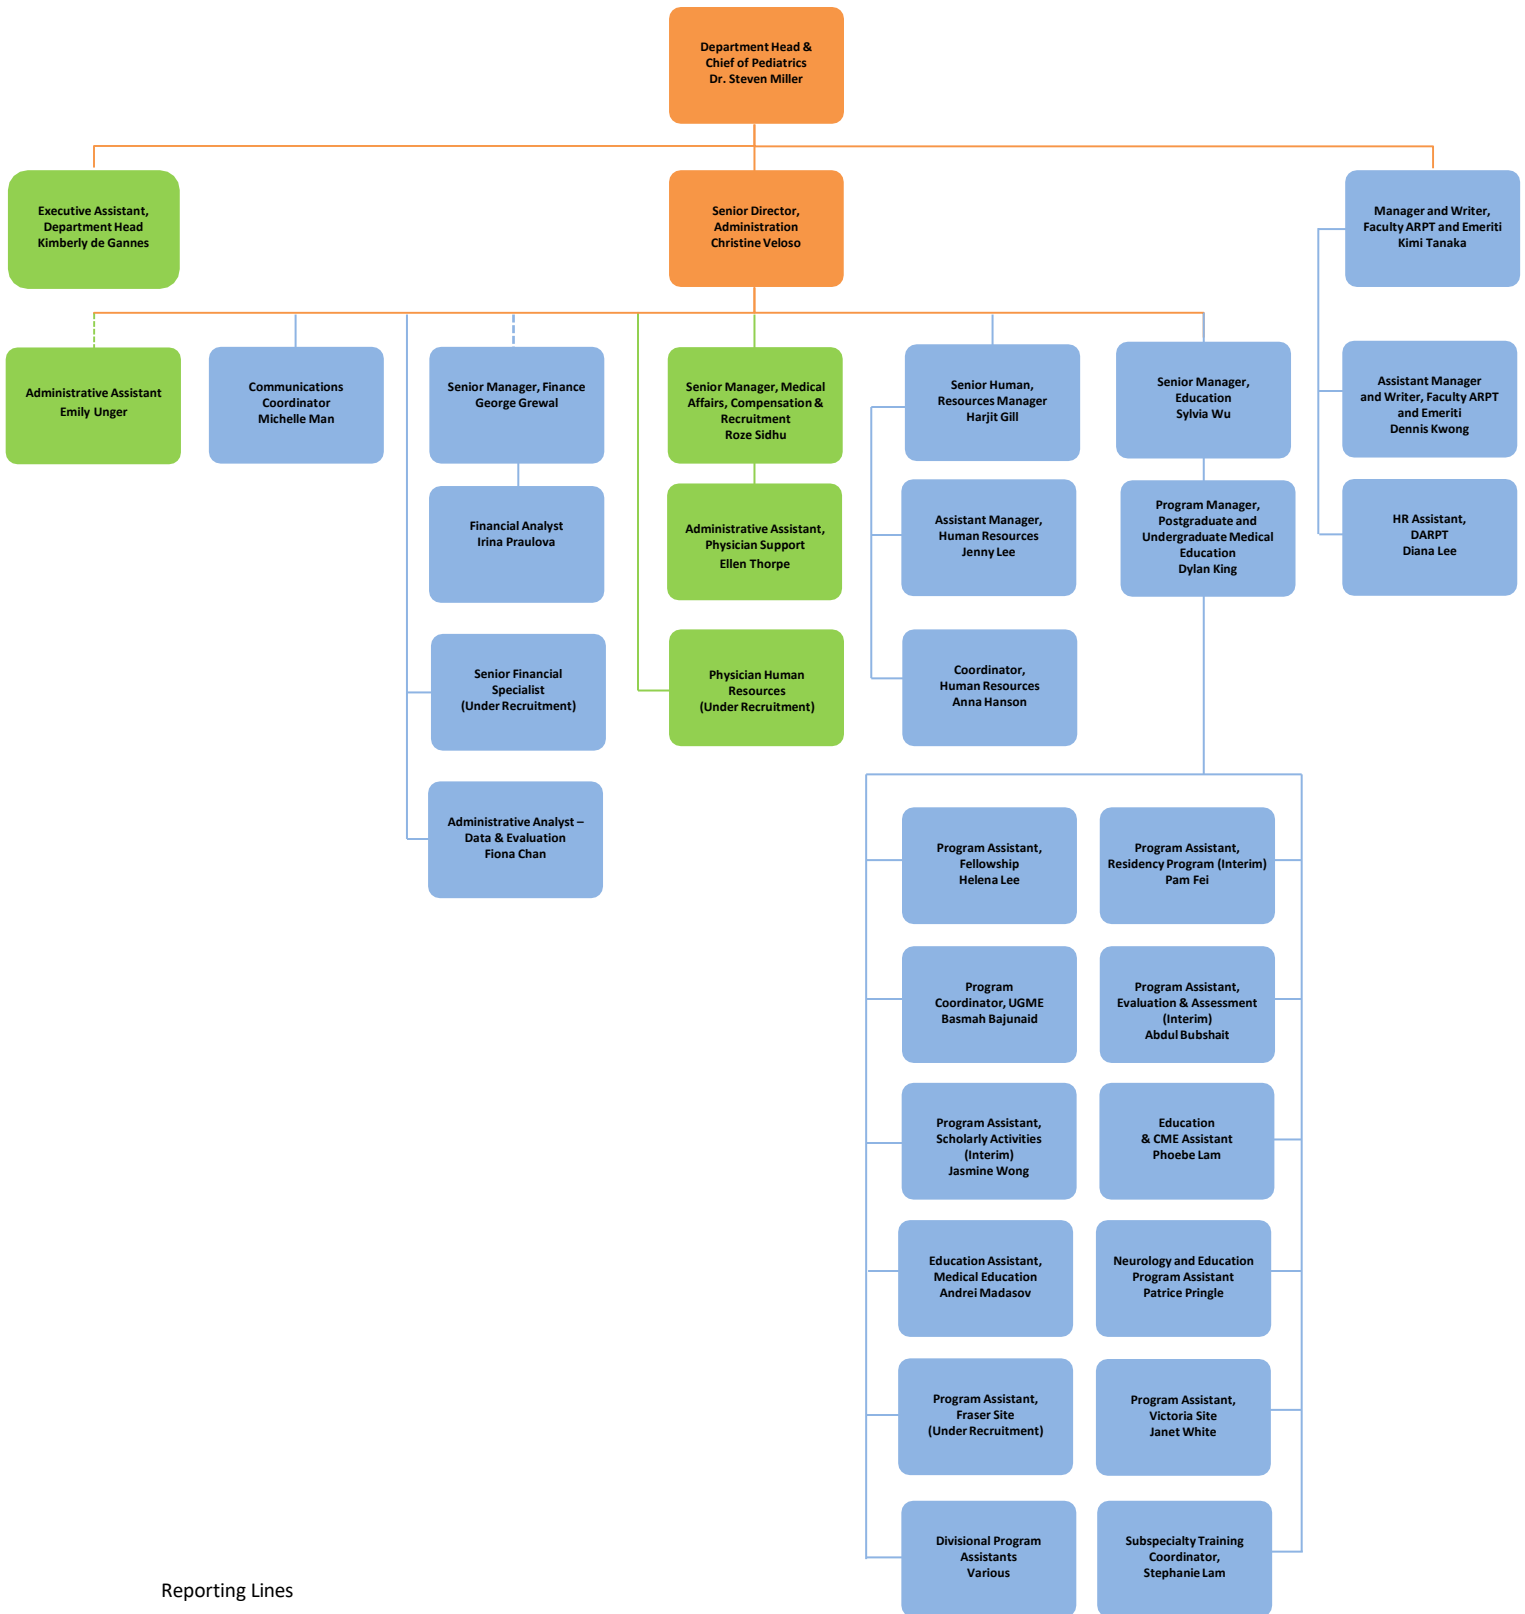 Department Head &
Chief of Pediatrics
Dr. Steven Miller
Executive Assistant,
Department Head
Kimberly de Gannes
Senior Director,
Administration
Christine Veloso
Manager and Writer,
Faculty ARPT and Emeriti
Kimi Tanaka
Administrative Assistant
Emily Unger
Communications
Coordinator
Michelle Man
Senior Manager, Finance
George Grewal
Senior Manager, Medical
Affairs, Compensation &
Recruitment
Roze Sidhu
Senior Human,
Resources Manager
Harjit Gill
Senior Manager,
Education
Sylvia Wu
Assistant Manager
and Writer, Faculty ARPT
and Emeriti
Dennis Kwong
Financial Analyst
Irina Praulova
Administrative Assistant,
Physician Support
Ellen Thorpe
Assistant Manager,
Human Resources
Jenny Lee
Program Manager,
Postgraduate and
Undergraduate Medical
Education
Dylan King
HR Assistant,
DARPT
Diana Lee
Senior Financial
Specialist
(Under Recruitment)
Physician Human
Resources
(Under Recruitment)
Coordinator,
Human Resources
Anna Hanson
Administrative Analyst –
Data & Evaluation
Fiona Chan
Program Assistant,
Fellowship
Helena Lee
Program Assistant,
Residency Program (Interim)
Pam Fei
Program
Coordinator, UGME
Basmah Bajunaid
Program Assistant,
Evaluation & Assessment
(Interim)
Abdul Bubshait
Program Assistant,
Scholarly Activities
(Interim)
Jasmine Wong
Education
& CME Assistant
Phoebe Lam
Education Assistant,
Medical Education
Andrei Madasov
Neurology and Education
Program Assistant
Patrice Pringle
Program Assistant,
Fraser Site
(Under Recruitment)
Program Assistant,
Victoria Site
Janet White
Divisional Program
Assistants
Various
Subspecialty Training
Coordinator,
Stephanie Lam
Reporting Lines